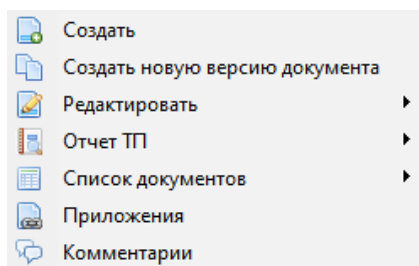 Создать
Создать новую версию документа
Редактировать
Отчет ТП
Список документов
Приложения
Комментарии